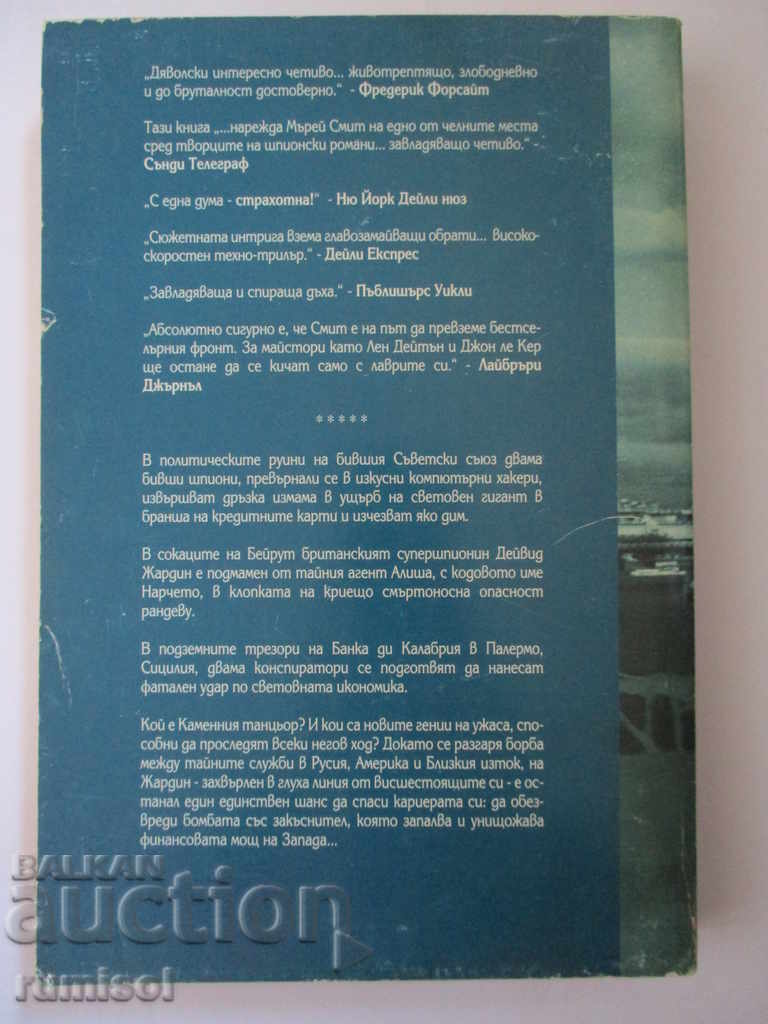 „Дяволски интересно четиво... животрептящо, злободневно
и до бруталност достоверно.“ - Фредерик Форсайт
Тази книга „...нарежда Мърей Смит на едно от челните места
сред творците на шпионски романи... завладяващо четиво.“ -
Сънди Телеграф
„С една дума - страхотна!“ - Ню Йорк Дейли нюз
„Сюжетната интрига взема главозамайващи обрати... високо-
скоростен техно-трилър.“ - Дейли Експрес
„Завладяваща и спираща дъха.“ - Пъблишърс Уикли
„Абсолютно сигурно е, че Смит е на път да превземе бестсе-
лърния фронт. За майстори като Лен Дейтън и Джон ле Кер
ще остане да се кичат само с лаврите си.“ - Лайбръри
Джърнъл
*****
В политическите руини на бившия Съветски съюз двама
бивши шпиони, превърнали се в изкусни компютърни хакери,
извършват дръзка измама в ущърб на световен гигант в
бранша на кредитните карти и изчезват яко дим.
В сокаците на Бейрут британският супершпионин Дейвид
Жардин е подмамен от тайния агент Алиша, с кодовото име
Нарчето, в клопката на криещо смъртоносна опасност
рандеву.
В подземните трезори на Банка ди Калабрия в Палермо,
Сицилия, двама конспиратори се подготвят да нанесат
фатален удар по световната икономика.
Кой е Каменния танцьор? И кои са новите гении на ужаса, спо-
собни да проследят всеки негов ход? Докато се разгаря борба
между тайните служби в Русия, Америка и Близкия изток, на
Жардин - захвърлен в глуха линия от висшестоящите си - е ос-
танал един единствен шанс да спаси кариерата си: да обез-
вреди бомбата със закъснител, която запалва и унищожава
финансовата мощ на Запада...
BALKAN
auction
rumisol